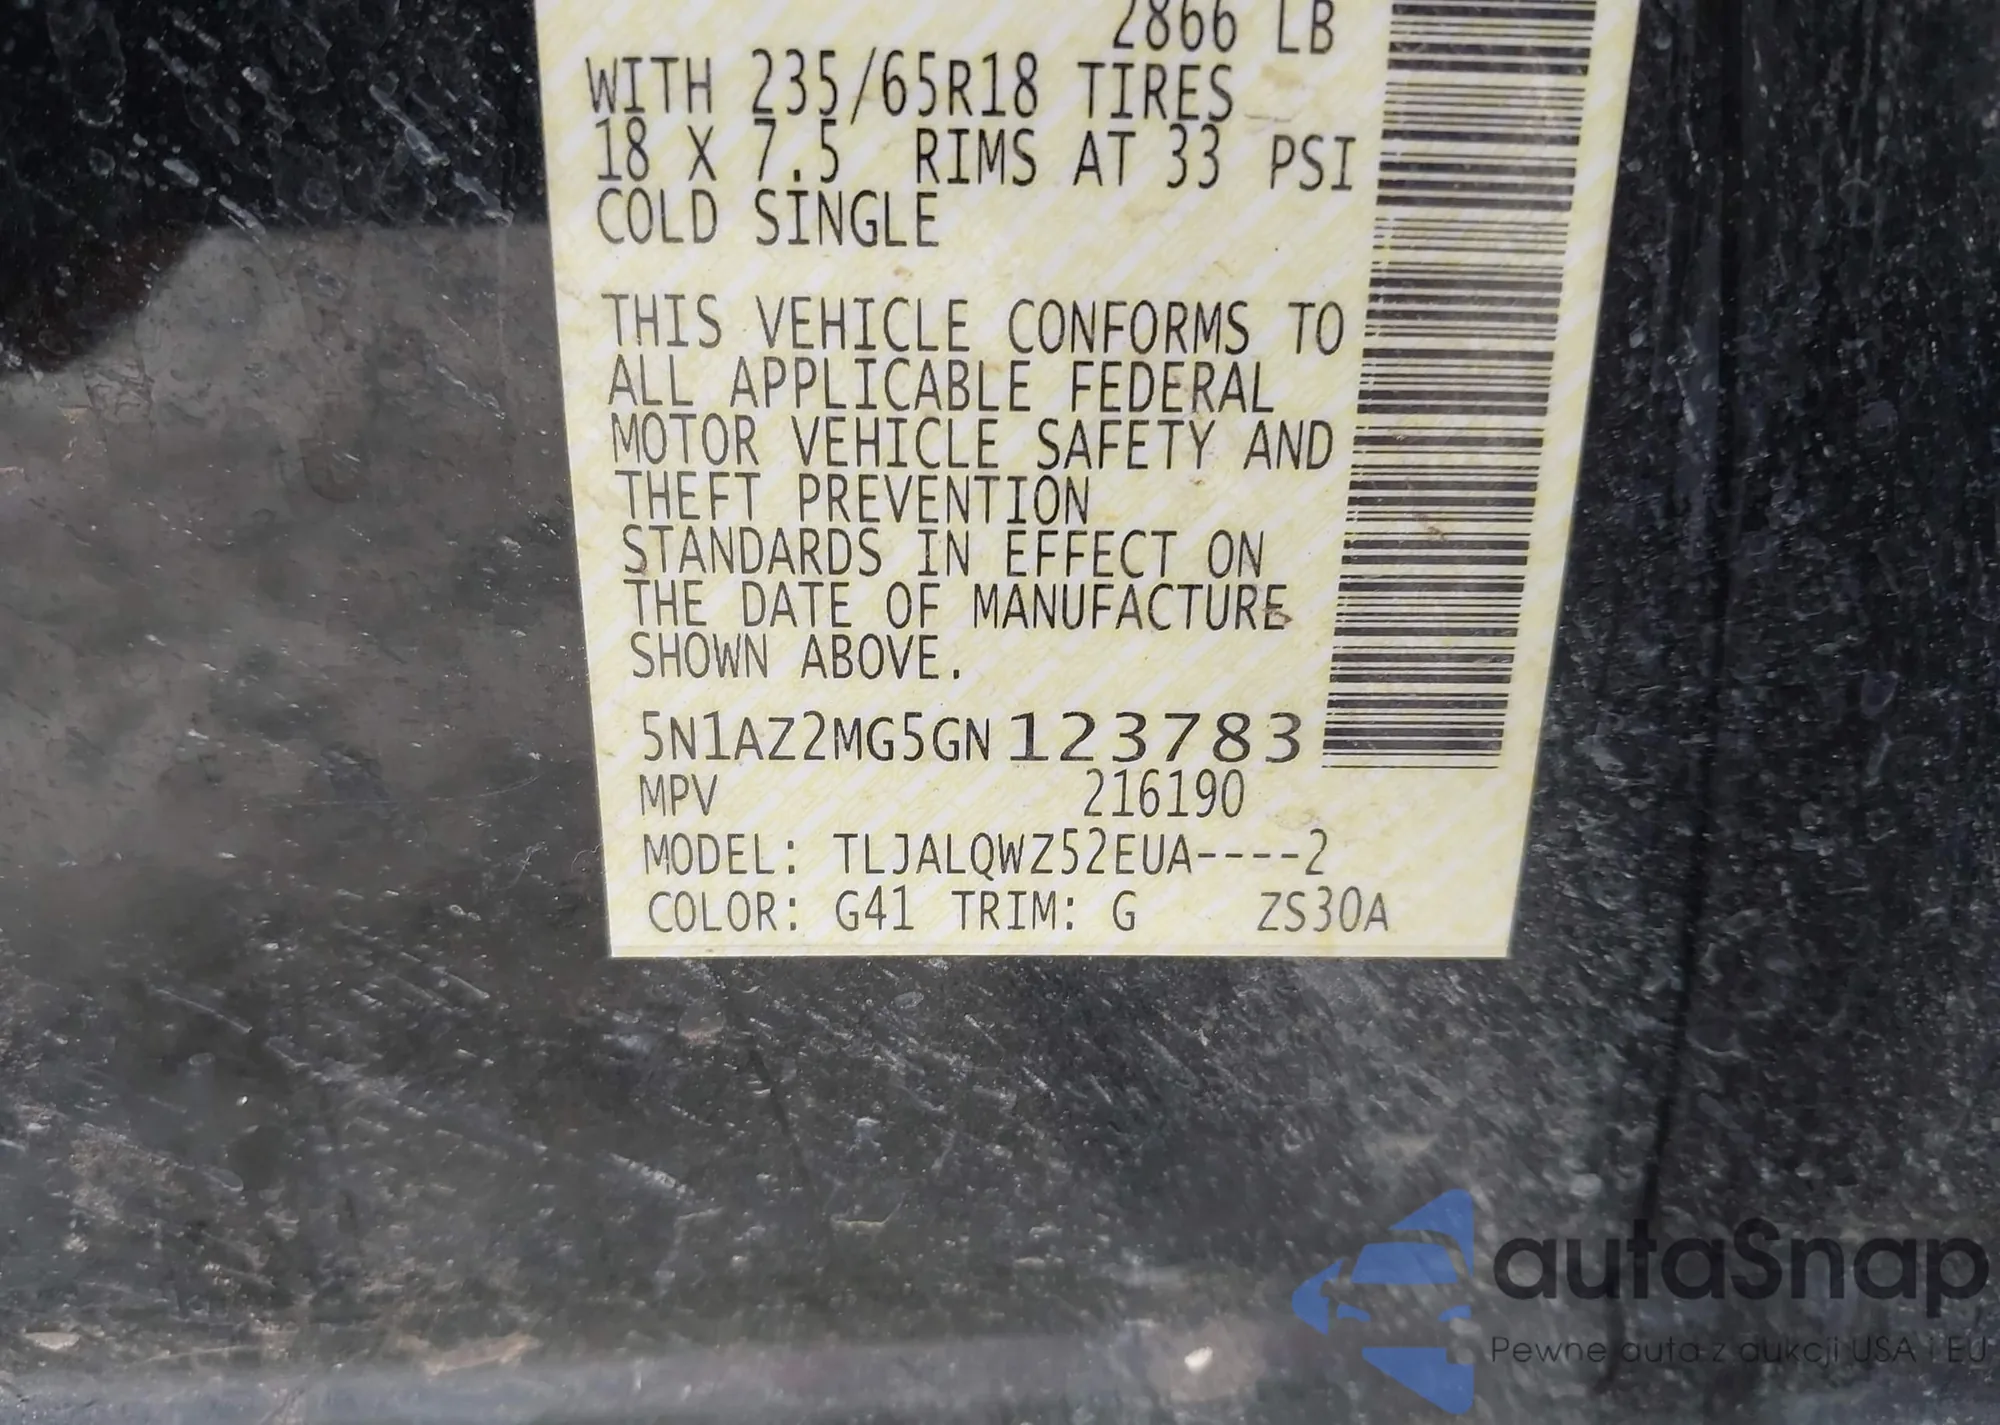 2866 LB
WITH 235/65R18 TIRES
18 X 7.5 RIMS AT 33 PSI
COLD SINGLE
THIS VEHICLE CONFORMS TO
ALL APPLICABLE FEDERAL
MOTOR VEHICLE SAFETY AND
THEFT PREVENTION
STANDARDS IN EFFECT ON
THE DATE OF MANUFACTURE
SHOWN ABOVE.
5N1AZ2MG5GN123783
MPV 216190
MODEL: TLJALQWZ52EUA----2
COLOR: G41 TRIM: G ZS30A
autaSnap
Pewne auta z aukcji USA i EU